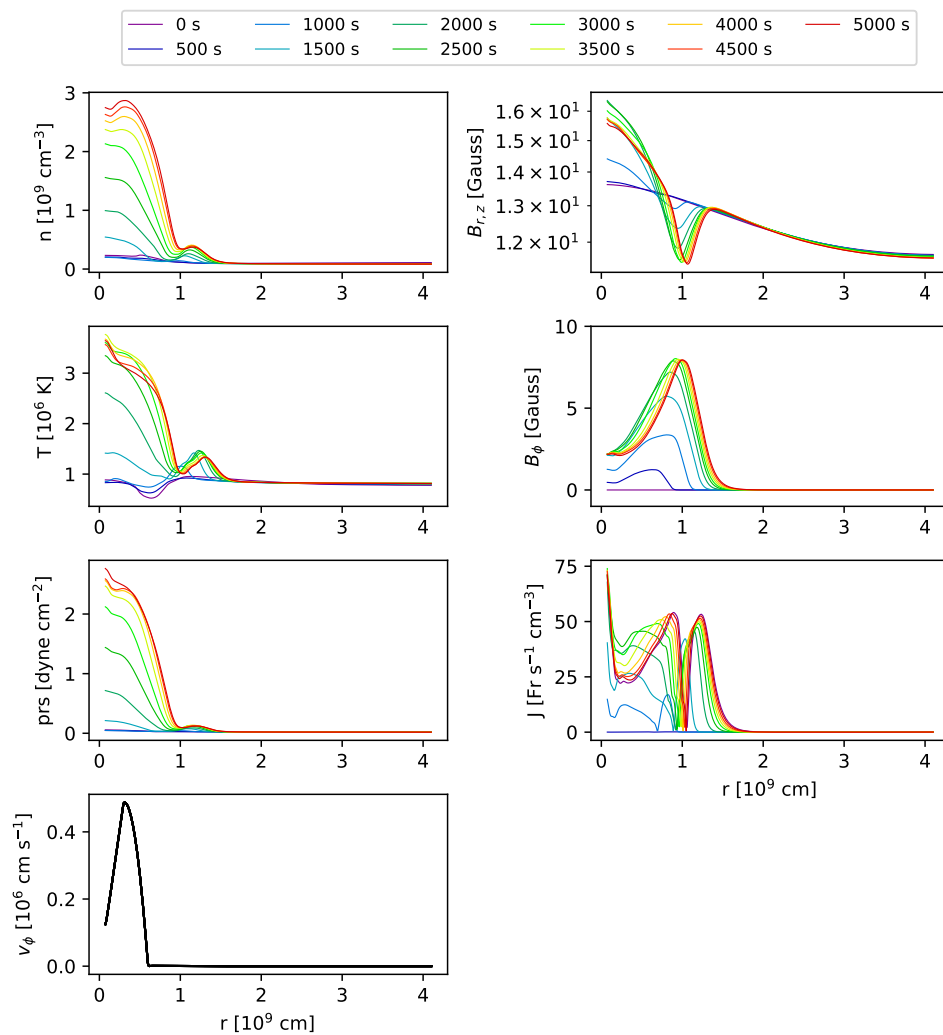 0 s 1000 s 2000 s 3000 s 4000 s 5000 s
500 s 1500 s 2500 s 3500 s 4500 s
n [10⁹ cm⁻³]
3
2
1
0
0 1 2 3 4
B_{r,z} [Gauss]
1.6 × 10¹
1.5 × 10¹
1.4 × 10¹
1.3 × 10¹
1.2 × 10¹
0 1 2 3 4
T [10⁶ K]
3
2
1
0 1 2 3 4
B_ϕ [Gauss]
10
5
0
0 1 2 3 4
prs [dyne cm⁻²]
2
1
0
0 1 2 3 4
J [Fr s⁻¹ cm⁻³]
75
50
25
0
0 1 2 3 4
r [10⁹ cm]
v_ϕ [10⁶ cm s⁻¹]
0.4
0.2
0.0
0 1 2 3 4
r [10⁹ cm]